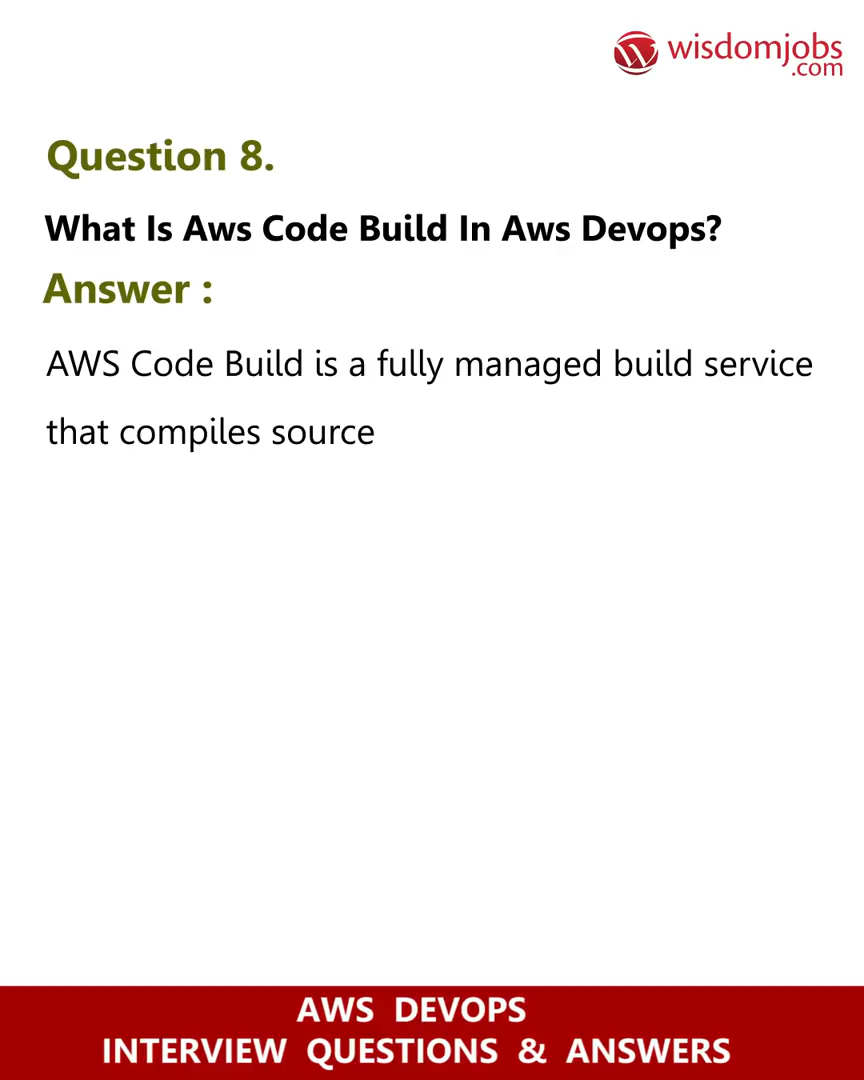 wisdomjobs
.com
Question 8.
What Is Aws Code Build In Aws Devops?
Answer :
AWS Code Build is a fully managed build service
that compiles source
AWS DEVOPS
INTERVIEW QUESTIONS & ANSWERS